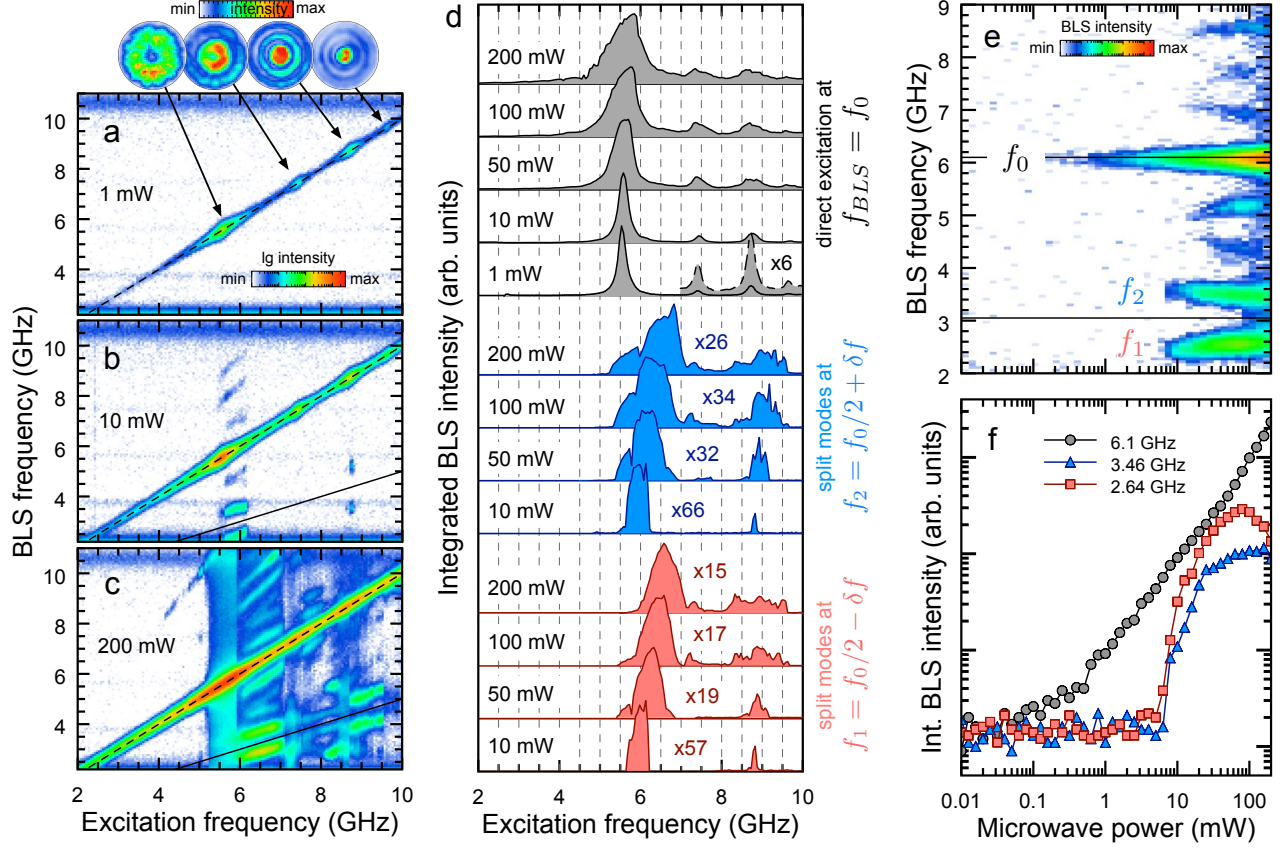 min intensity max
a
1 mW
lg intensity
min max
b
10 mW
c
200 mW
10
8
6
4
10
8
6
4
10
8
6
4
2 4 6 8 10
BLS frequency (GHz)
Excitation frequency (GHz)
d
200 mW
100 mW
50 mW
10 mW
1 mW
x6
200 mW
x26
100 mW
x34
50 mW
x32
10 mW
x66
200 mW
x15
100 mW
x17
50 mW
x19
10 mW
x57
2 4 6 8 10
Integrated BLS intensity (arb. units)
Excitation frequency (GHz)
direct excitation at
f_BLS = f_0
split modes at
f_2 = f_0/2 + δf
split modes at
f_1 = f_0/2 − δf
e
BLS intensity
min max
f_0
f_2
f_1
9
8
7
6
5
4
3
2
BLS frequency (GHz)
f
6.1 GHz
3.46 GHz
2.64 GHz
Int. BLS intensity (arb. units)
0.01 0.1 1 10 100
Microwave power (mW)